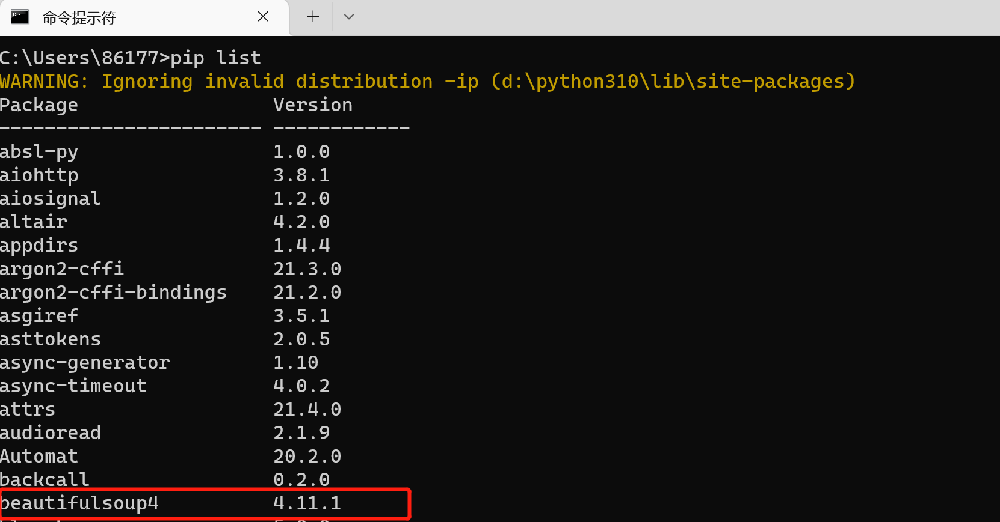 命令提示符
C:\Users\86177>pip list
WARNING: Ignoring invalid distribution -ip (d:\python310\lib\site-packages)
Package Version
----------------------- ------------
absl-py 1.0.0
aiohttp 3.8.1
aiosignal 1.2.0
altair 4.2.0
appdirs 1.4.4
argon2-cffi 21.3.0
argon2-cffi-bindings 21.2.0
asgiref 3.5.1
asttokens 2.0.5
async-generator 1.10
async-timeout 4.0.2
attrs 21.4.0
audioread 2.1.9
Automat 20.2.0
backcall 0.2.0
beautifulsoup4 4.11.1